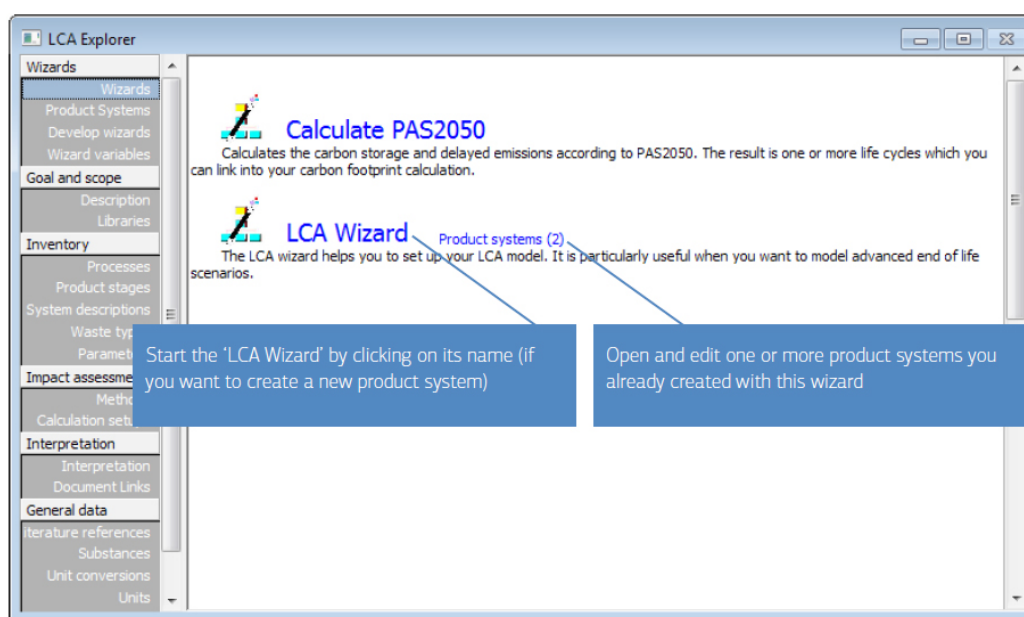 LCA Explorer
Wizards
Wizards
Product Systems
Develop wizards
Wizard variables
Goal and scope
Description
Libraries
Inventory
Processes
Product stages
System descriptions
Waste typ
Paramet
Impact assessme
Metho
Calculation set
Interpretation
Interpretation
Document Links
General data
iterature references
Substances
Unit conversions
Units
Calculate PAS2050
Calculates the carbon storage and delayed emissions according to PAS2050. The result is one or more life cycles which you
can link into your carbon footprint calculation.
LCA Wizard Product systems (2)
The LCA wizard helps you to set up your LCA model. It is particularly useful when you want to model advanced end of life
scenarios.
Start the ‘LCA Wizard’ by clicking on its name (if
you want to create a new product system)
Open and edit one or more product systems you
already created with this wizard